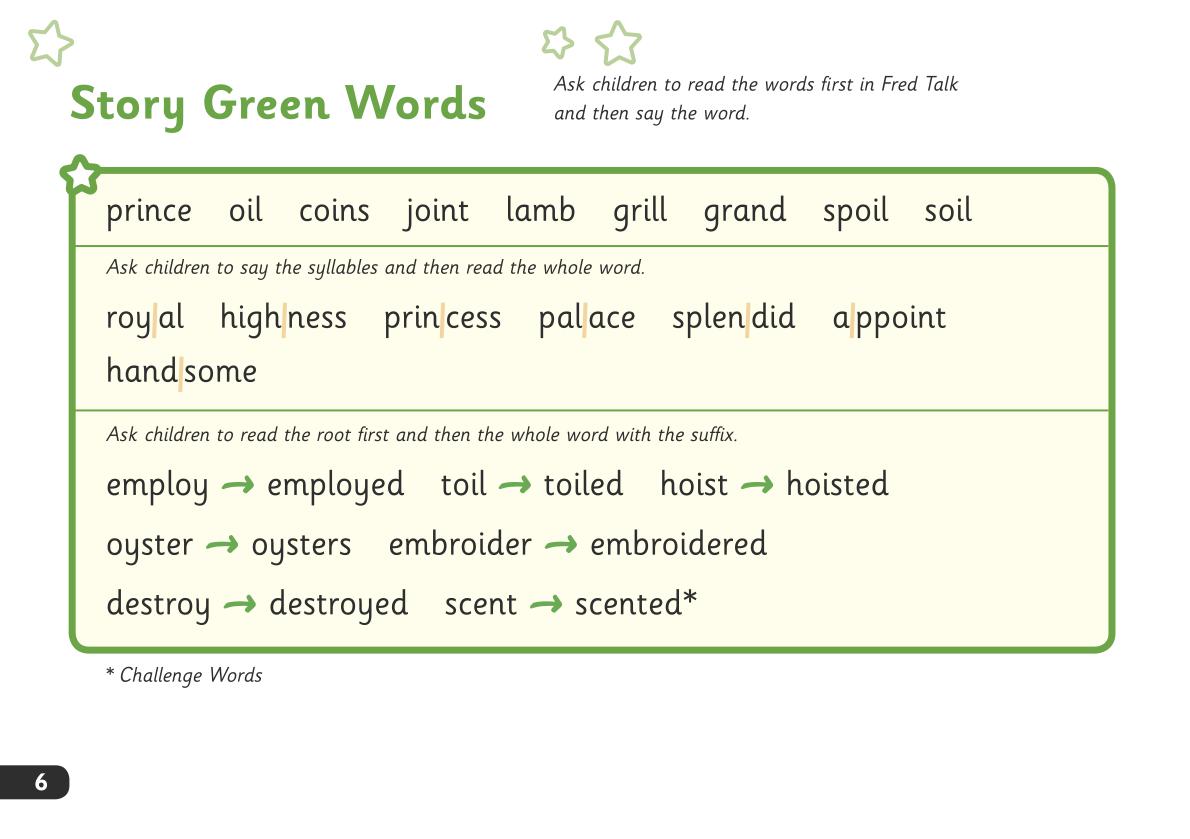 Story Green Words
Ask children to read the words first in Fred Talk
and then say the word.
prince oil coins joint lamb grill grand spoil soil
Ask children to say the syllables and then read the whole word.
roy|al high|ness prin|cess pal|ace splen|did a|ppoint
hand|some
Ask children to read the root first and then the whole word with the suffix.
employ → employed toil → toiled hoist → hoisted
oyster → oysters embroider → embroidered
destroy → destroyed scent → scented*
* Challenge Words
6